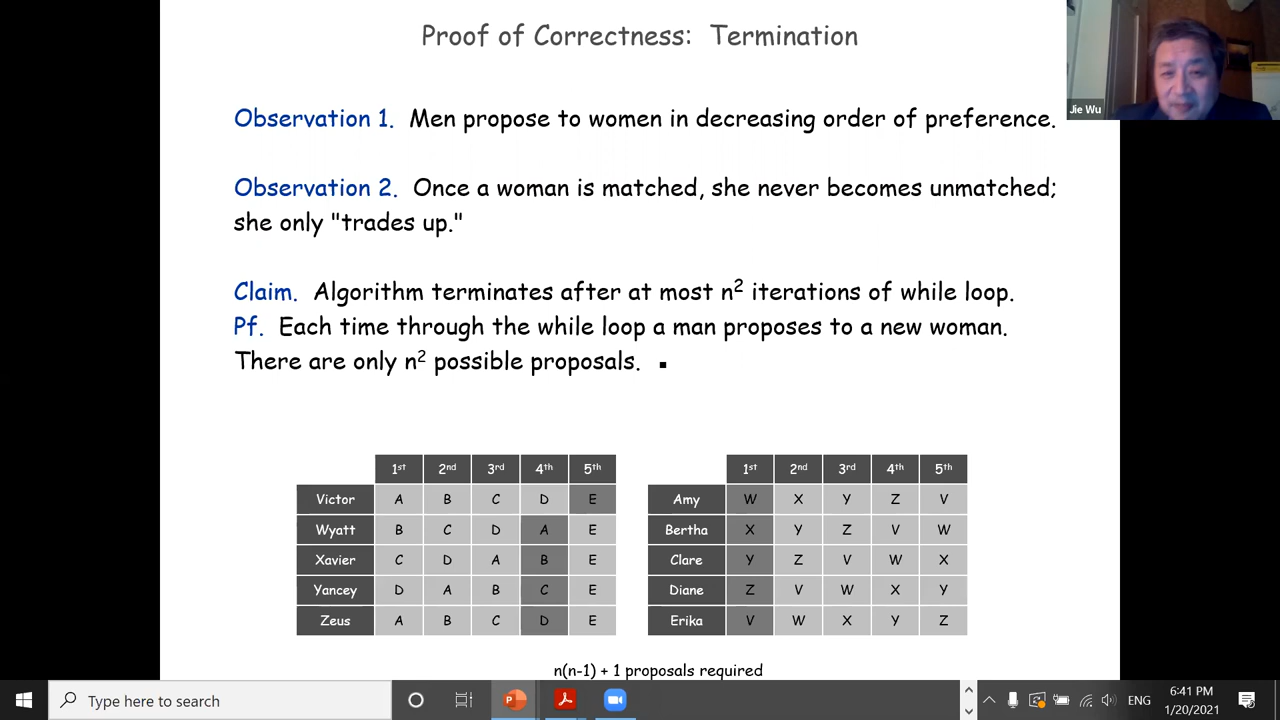 Proof of Correctness: Termination
Jie Wu
Observation 1. Men propose to women in decreasing order of preference.
Observation 2. Once a woman is matched, she never becomes unmatched;
she only "trades up."
Claim. Algorithm terminates after at most n² iterations of while loop.
Pf. Each time through the while loop a man proposes to a new woman.
There are only n² possible proposals. ▪
1st 2nd 3rd 4th 5th
Victor A B C D E
Wyatt B C D A E
Xavier C D A B E
Yancey D A B C E
Zeus A B C D E
1st 2nd 3rd 4th 5th
Amy W X Y Z V
Bertha X Y Z V W
Clare Y Z V W X
Diane Z V W X Y
Erika V W X Y Z
n(n-1) + 1 proposals required
Type here to search
ENG
6:41 PM
1/20/2021